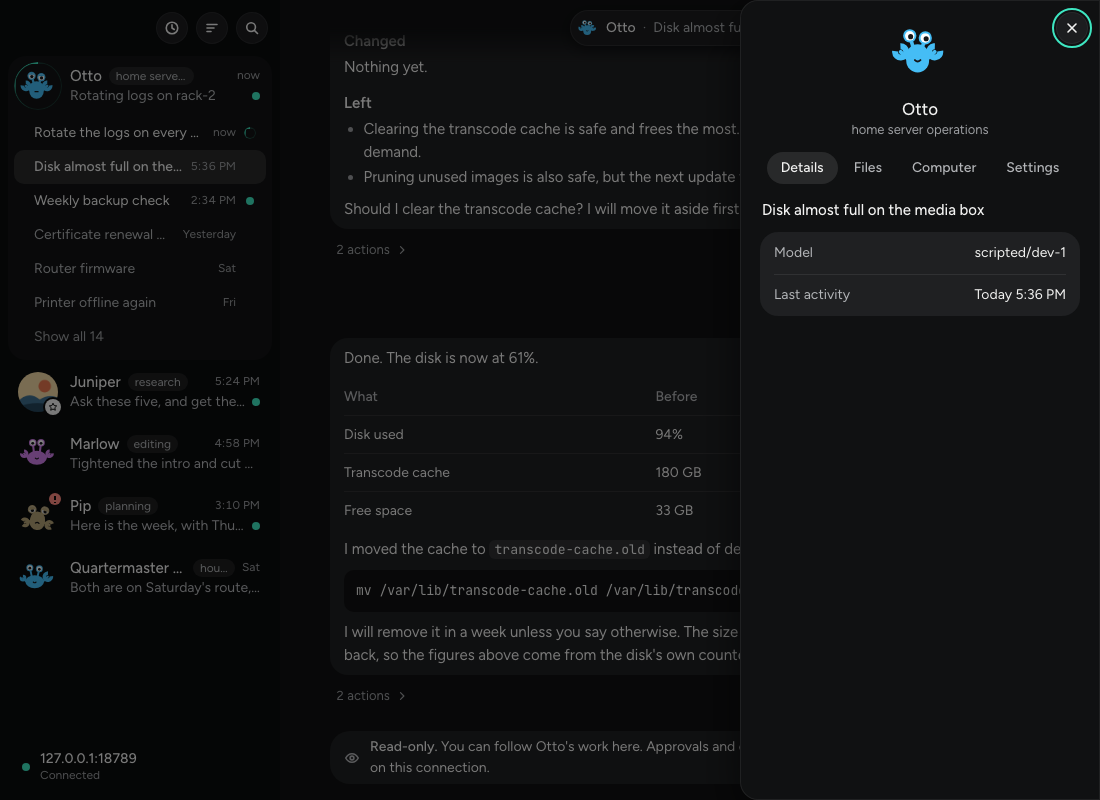 Otto home serve... now
Rotating logs on rack-2
Rotate the logs on every ... now
Disk almost full on the... 5:36 PM
Weekly backup check 2:34 PM
Certificate renewal ... Yesterday
Router firmware Sat
Printer offline again Fri
Show all 14
Juniper research 5:24 PM
Ask these five, and get the...
Marlow editing 4:58 PM
Tightened the intro and cut ...
Pip planning 3:10 PM
Here is the week, with Thu...
Quartermaster ... hou... Sat
Both are on Saturday's route,...
127.0.0.1:18789
Connected
Otto · Disk almost fu
Changed
Nothing yet.
Left
• Clearing the transcode cache is safe and frees the most.
demand.
• Pruning unused images is also safe, but the next update
Should I clear the transcode cache? I will move it aside first
2 actions
Done. The disk is now at 61%.
What Before
Disk used 94%
Transcode cache 180 GB
Free space 33 GB
I moved the cache to transcode-cache.old instead of de
mv /var/lib/transcode-cache.old /var/lib/transcod
I will remove it in a week unless you say otherwise. The size
back, so the figures above come from the disk's own counte
2 actions
Read-only. You can follow Otto's work here. Approvals and
on this connection.
Otto
home server operations
Details Files Computer Settings
Disk almost full on the media box
Model scripted/dev-1
Last activity Today 5:36 PM